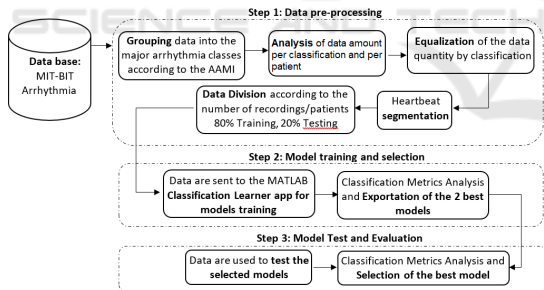 SCIENCE AND TECH
Step 1: Data pre-processing
Data base:
MIT-BIT
Arrhythmia
Grouping data into the
major arrhythmia classes
according to the AAMI
Analysis of data amount
per classification and per
patient
Equalization of the data
quantity by classification
Heartbeat
segmentation
Data Division according to the
number of recordings/patients
80% Training, 20% Testing
Step 2: Model training and selection
Data are sent to the MATLAB
Classification Learner app for
models training
Classification Metrics Analysis
and Exportation of the 2 best
models
Step 3: Model Test and Evaluation
Data are used to test the
selected models
Classification Metrics Analysis and
Selection of the best model